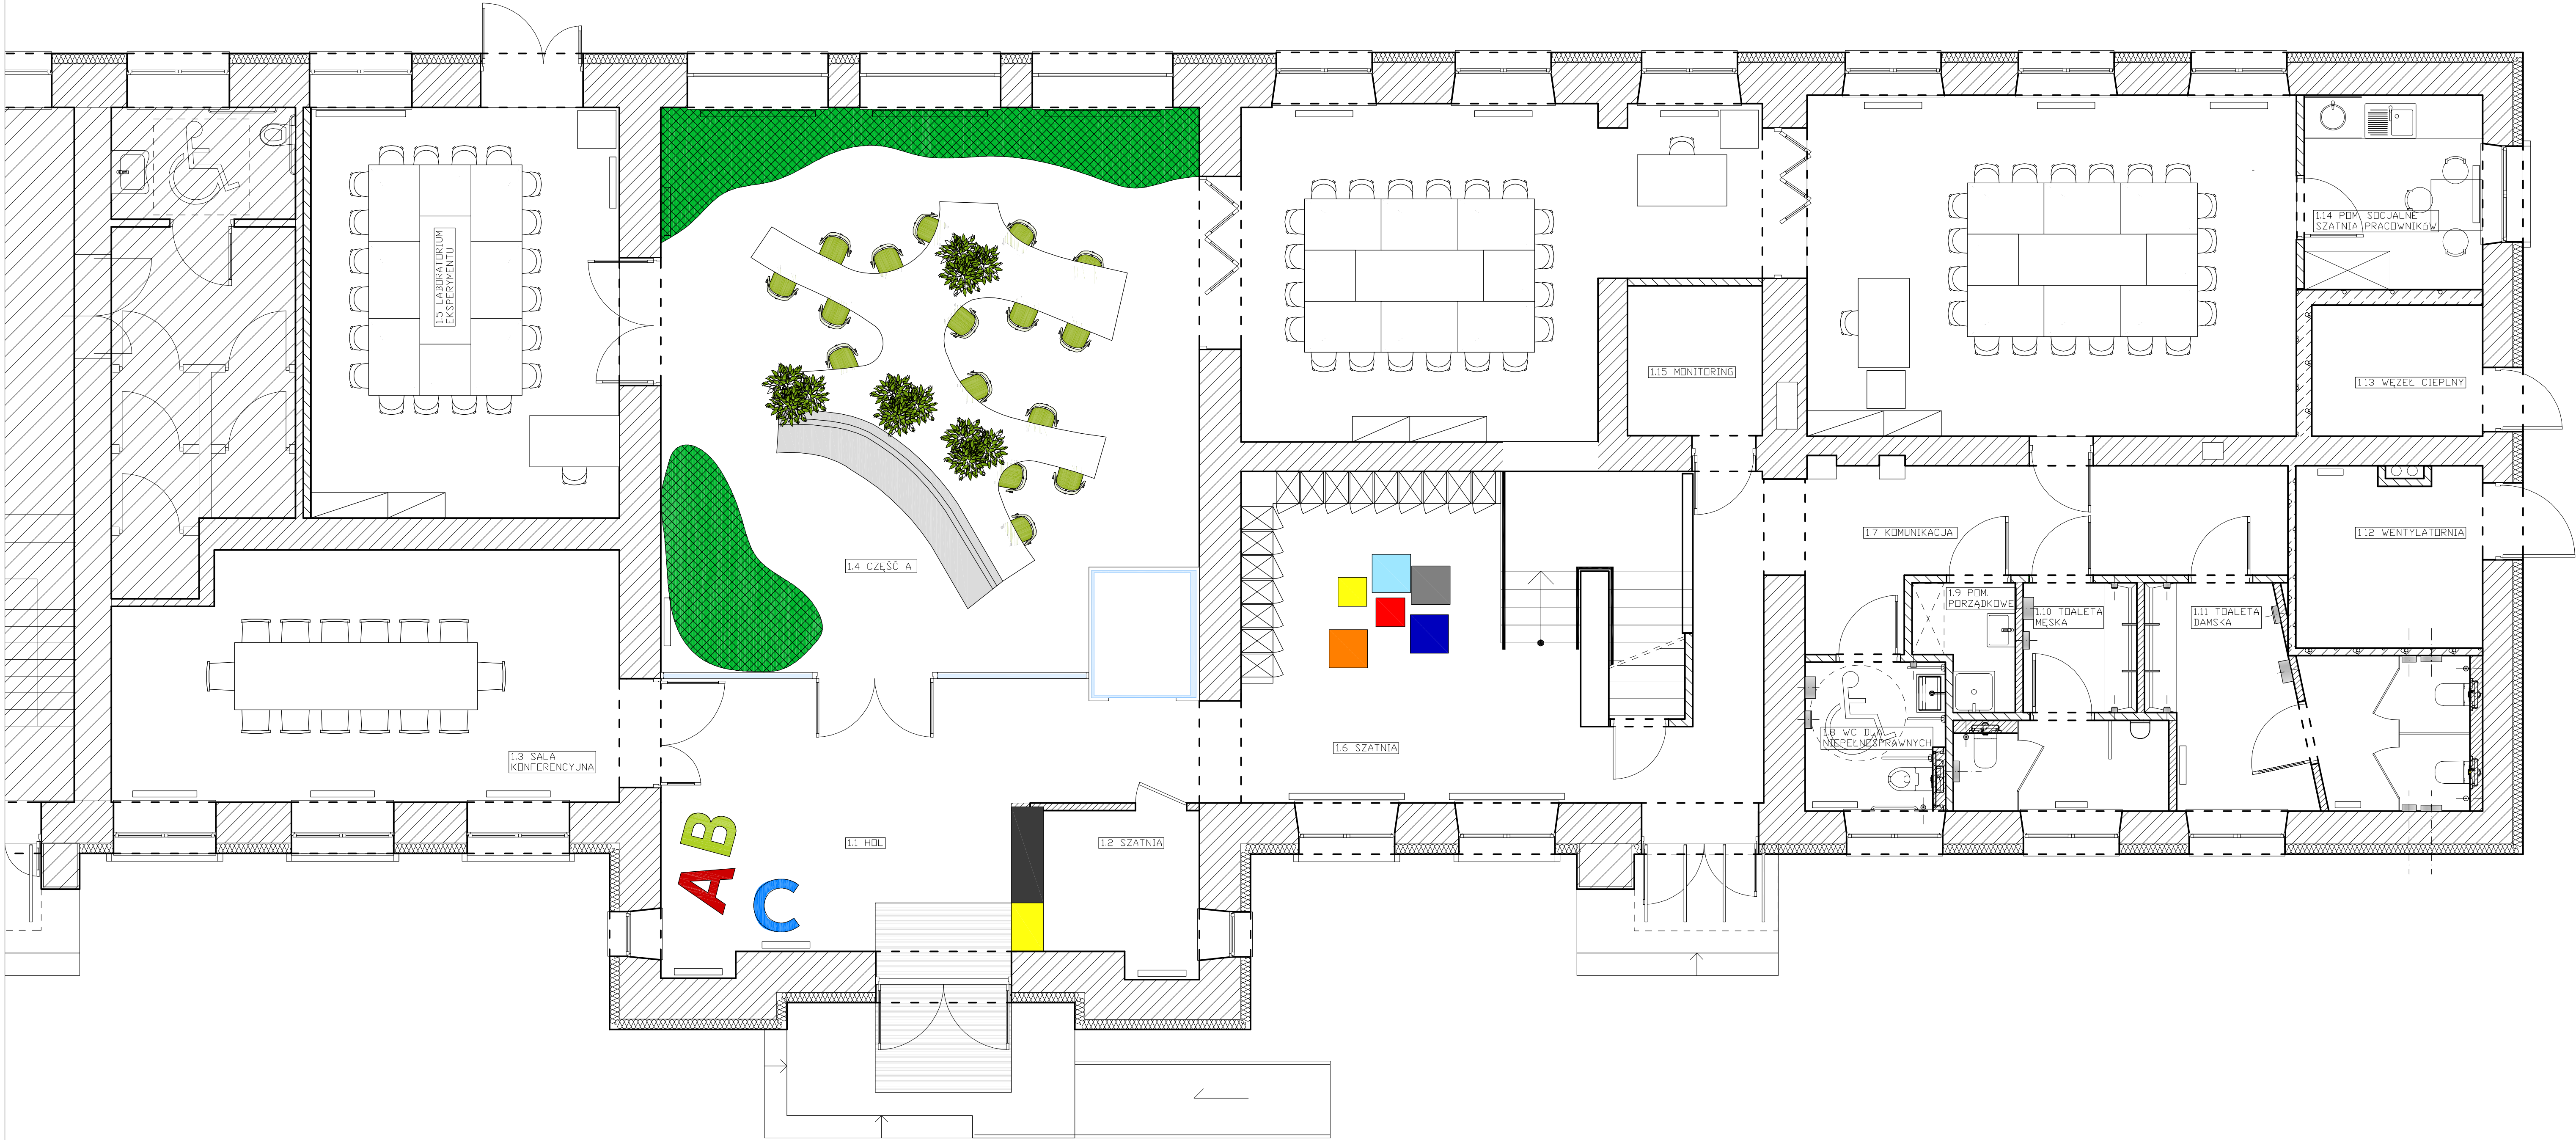 1.14 POM. SOCJALNE
SZATNIA PRACOWNIKÓW
1.5 LABORATORIUM
EKSPERYMENTU
1.15 MONITORING
1.13 WĘZEŁ CIEPLNY
1.4 CZĘŚĆ A
1.7 KOMUNIKACJA
1.12 WENTYLATORNIA
1.9 POM.
PORZĄDKOWE
1.10 TOALETA
MĘSKA
1.11 TOALETA
DAMSKA
1.3 SALA
KONFERENCYJNA
1.6 SZATNIA
1.8 WC DLA
NIEPEŁNOSPRAWNYCH
1.1 HOL
1.2 SZATNIA
B
A
C